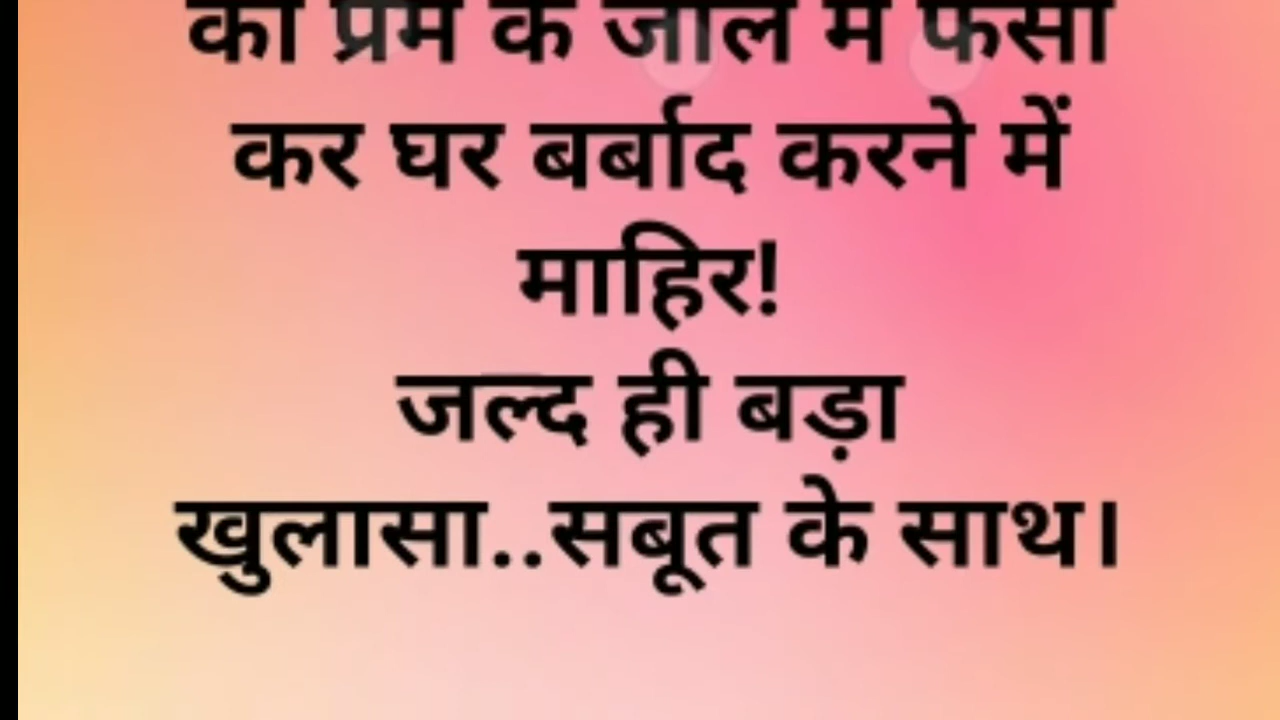 को प्रेम के जाल में फंसा
कर घर बर्बाद करने में
माहिर!
जल्द ही बड़ा
खुलासा..सबूत के साथ।